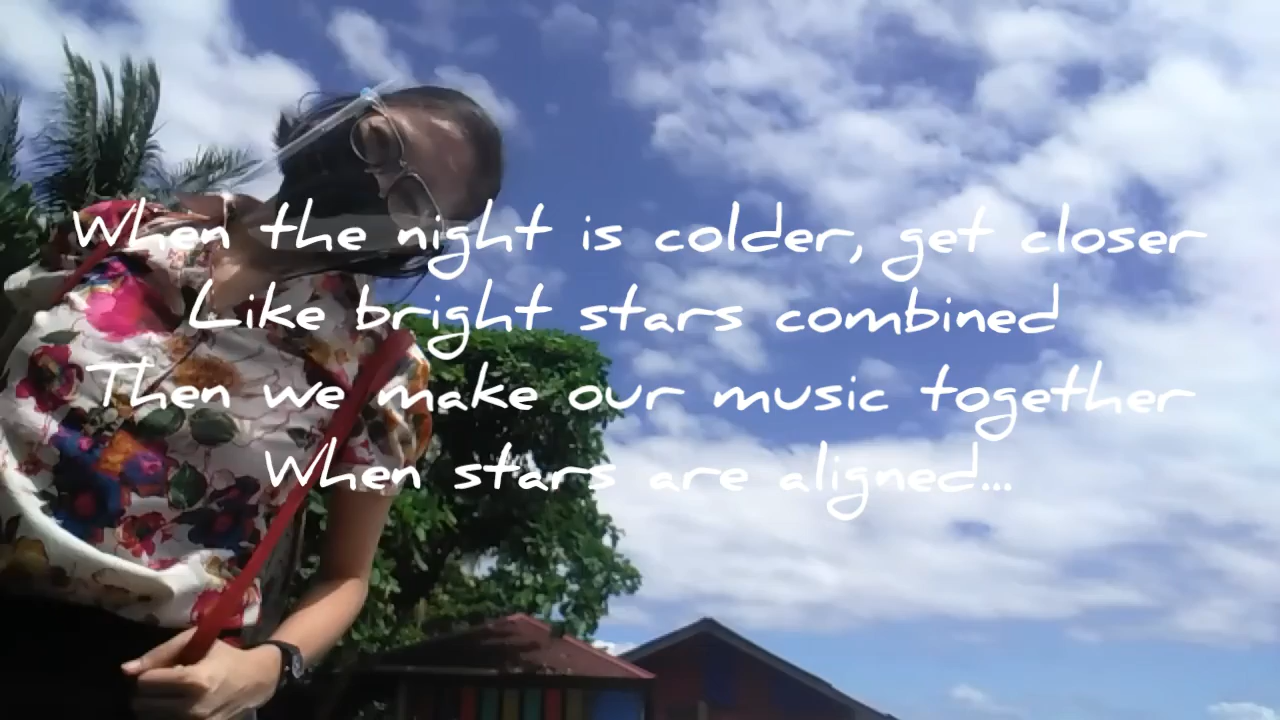 When the night is colder, get closer
Like bright stars combined
Then we make our music together
When stars are aligned...